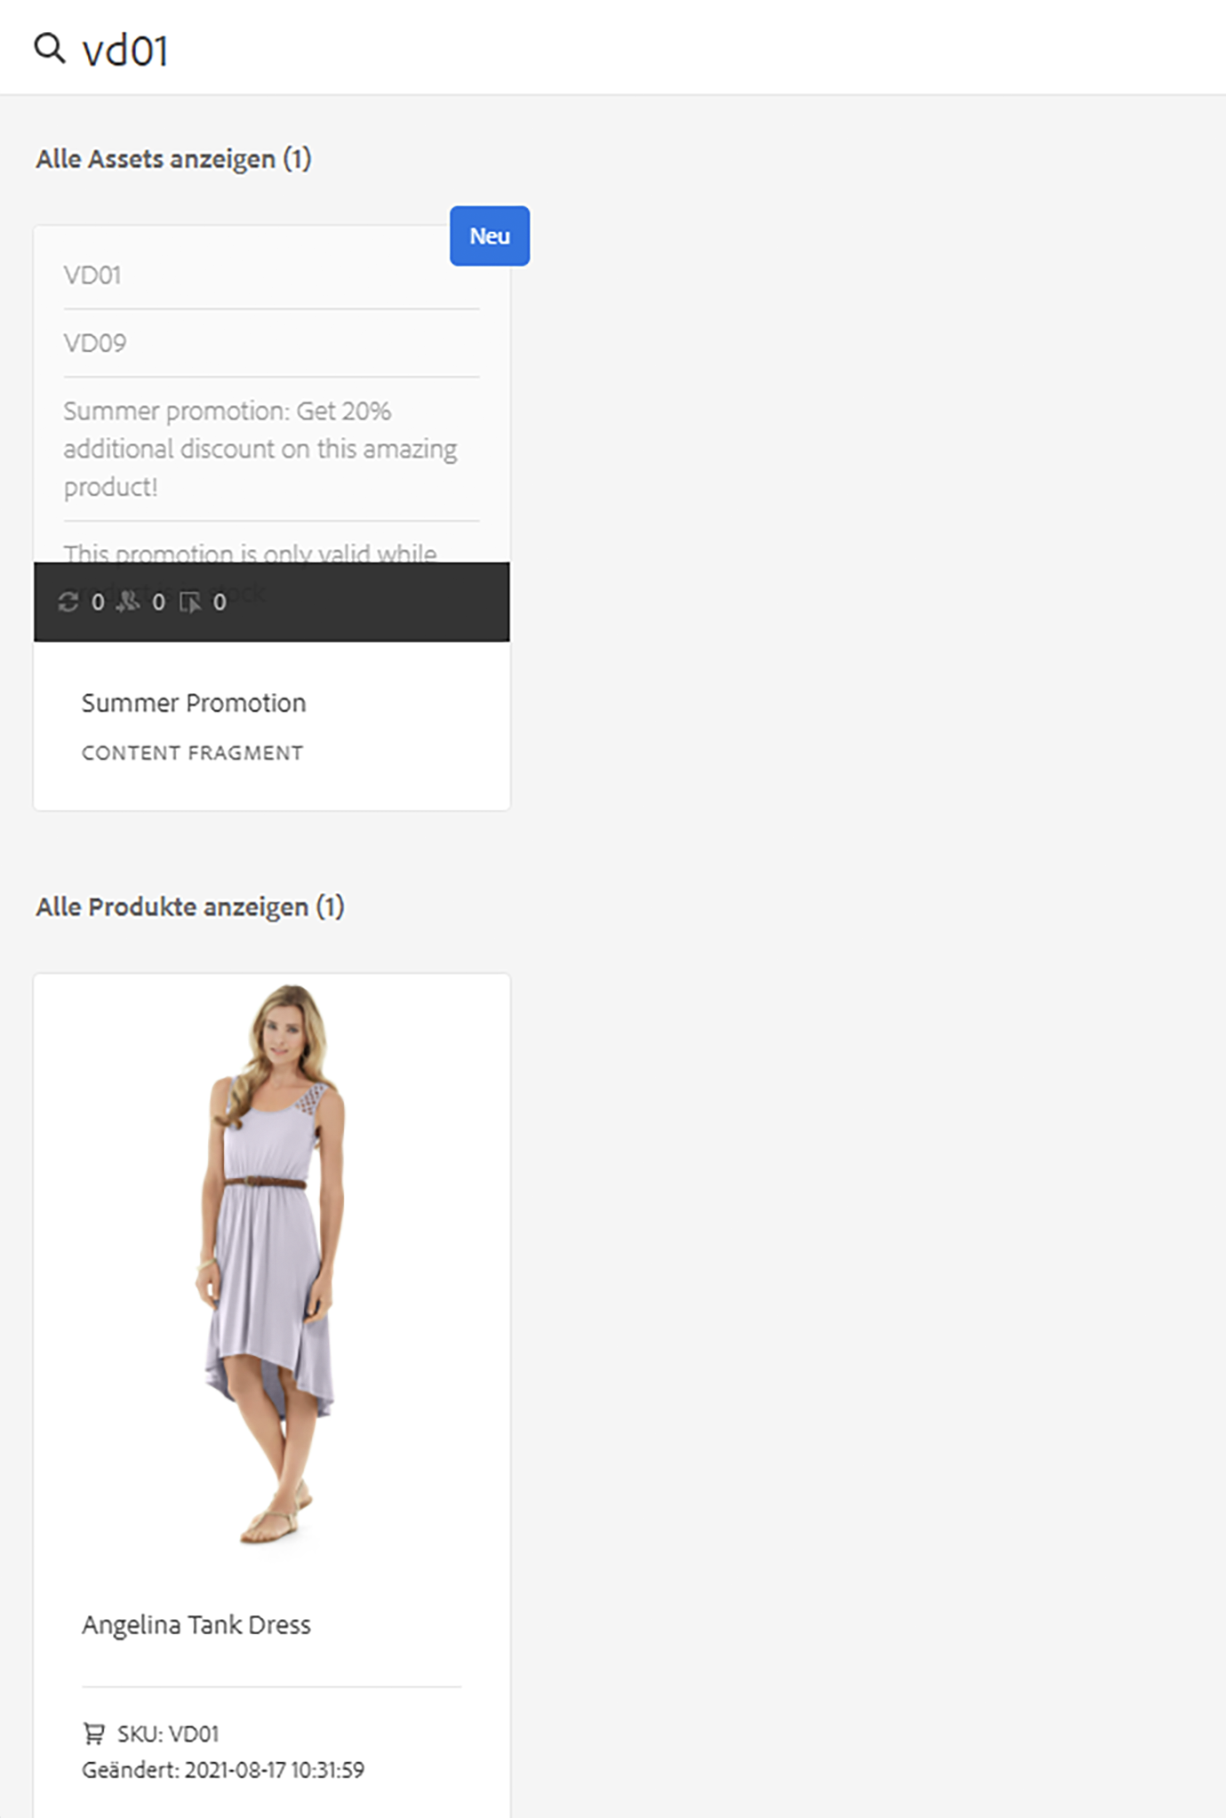 vd01
Alle Assets anzeigen (1)
Neu
VD01
VD09
Summer promotion: Get 20%
additional discount on this amazing
product!
This promotion is only valid while
0 0 0
Summer Promotion
CONTENT FRAGMENT
Alle Produkte anzeigen (1)
Angelina Tank Dress
SKU: VD01
Geändert: 2021-08-17 10:31:59